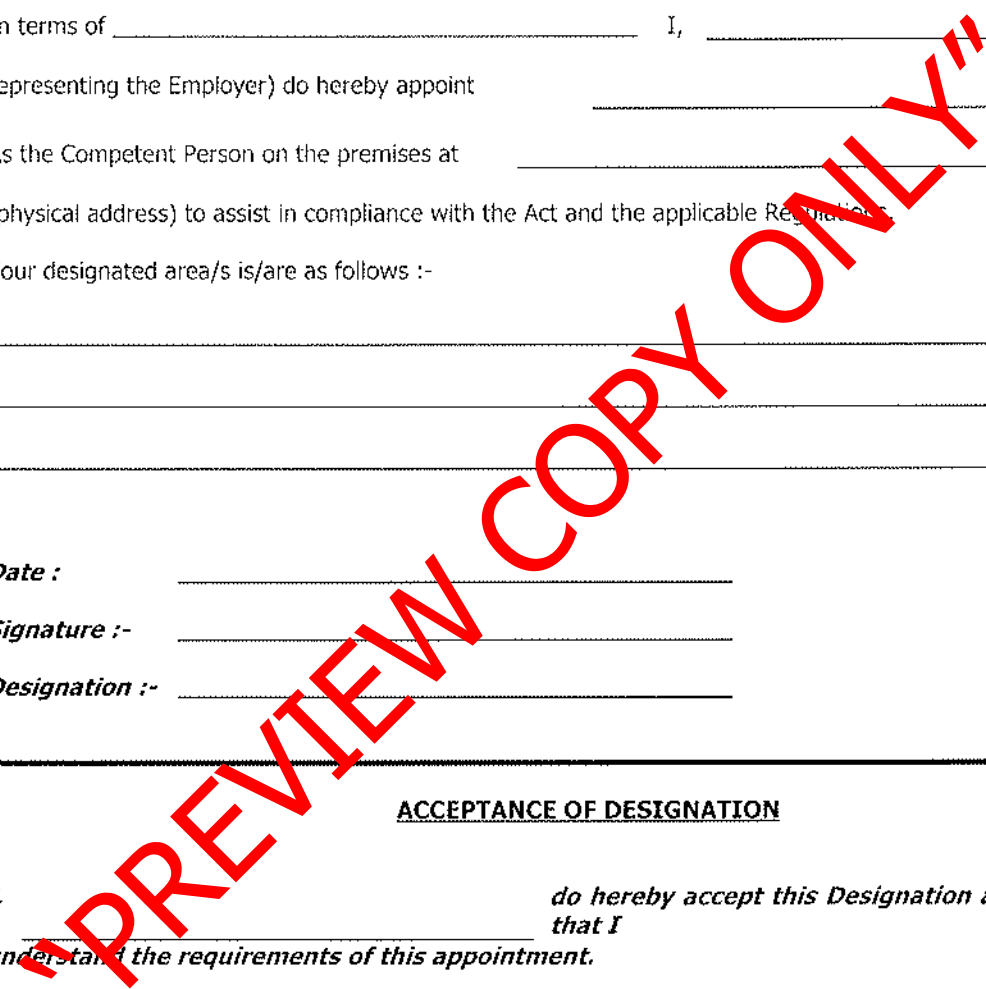 n terms of I,
epresenting the Employer) do hereby appoint
s the Competent Person on the premises at
physical address) to assist in compliance with the Act and the applicable Regulations.
our designated area/s is/are as follows :-
Date :
Signature :-
Designation :-
ACCEPTANCE OF DESIGNATION
do hereby accept this Designation a
that I
nderstand the requirements of this appointment.
"PREVIEW COPY ONLY"